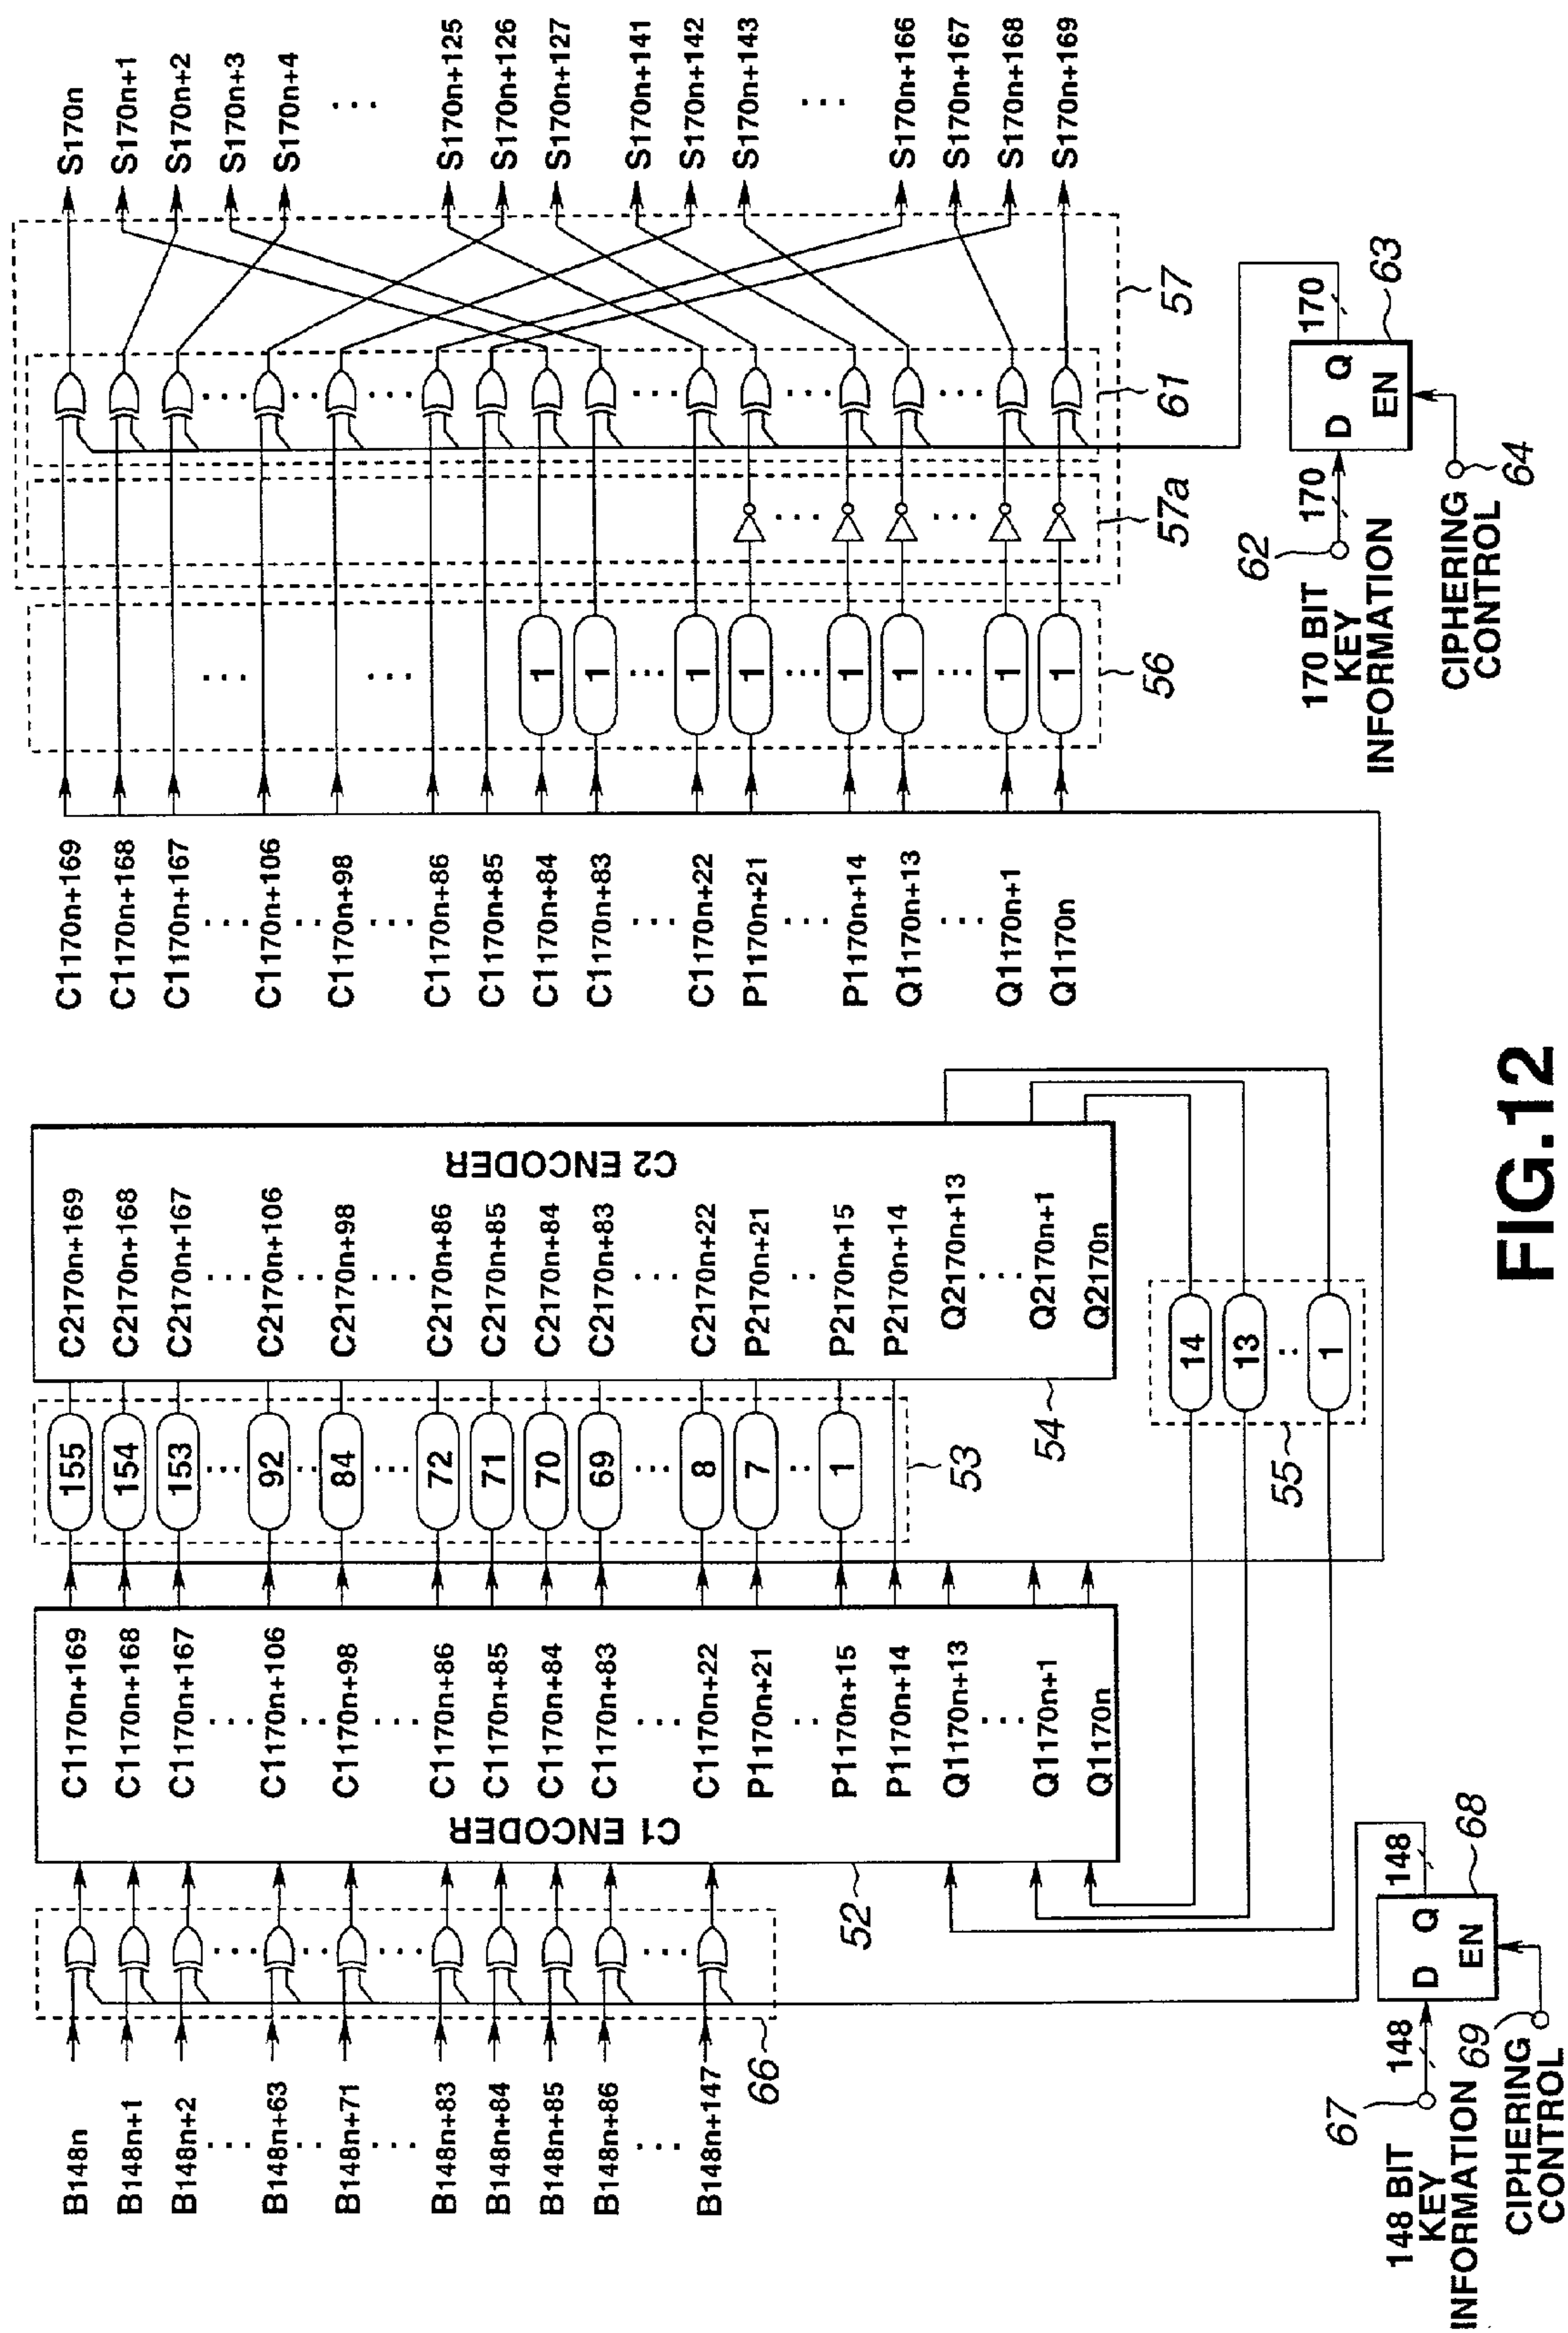 B148n
B148n+1
B148n+2
B148n+63
B148n+71
B148n+83
B148n+84
B148n+85
B148n+86
B148n+147
66
67
148 BIT
KEY
INFORMATION
148
D Q
EN
148
68
69
CIPHERING
CONTROL
C1 ENCODER
C1170n+169
C1170n+168
C1170n+167
C1170n+106
C1170n+98
C1170n+86
C1170n+85
C1170n+84
C1170n+83
C1170n+22
P1170n+21
P1170n+15
P1170n+14
Q1170n+13
Q1170n+1
Q1170n
52
155
154
153
92
84
72
71
70
69
8
7
1
53
C2 ENCODER
C2170n+169
C2170n+168
C2170n+167
C2170n+106
C2170n+98
C2170n+86
C2170n+85
C2170n+84
C2170n+83
C2170n+22
P2170n+21
P2170n+15
P2170n+14
Q2170n+13
Q2170n+1
Q2170n
54
14
13
1
55
C1170n+169
C1170n+168
C1170n+167
C1170n+106
C1170n+98
C1170n+86
C1170n+85
C1170n+84
C1170n+83
C1170n+22
P1170n+21
P1170n+14
Q1170n+13
Q1170n+1
Q1170n
1
1
1
1
1
1
1
1
56
57a
61
57
S170n
S170n+1
S170n+2
S170n+3
S170n+4
S170n+125
S170n+126
S170n+127
S170n+141
S170n+142
S170n+143
S170n+166
S170n+167
S170n+168
S170n+169
62
170 BIT
KEY
INFORMATION
170
D Q
EN
170
63
64
CIPHERING
CONTROL
FIG.12